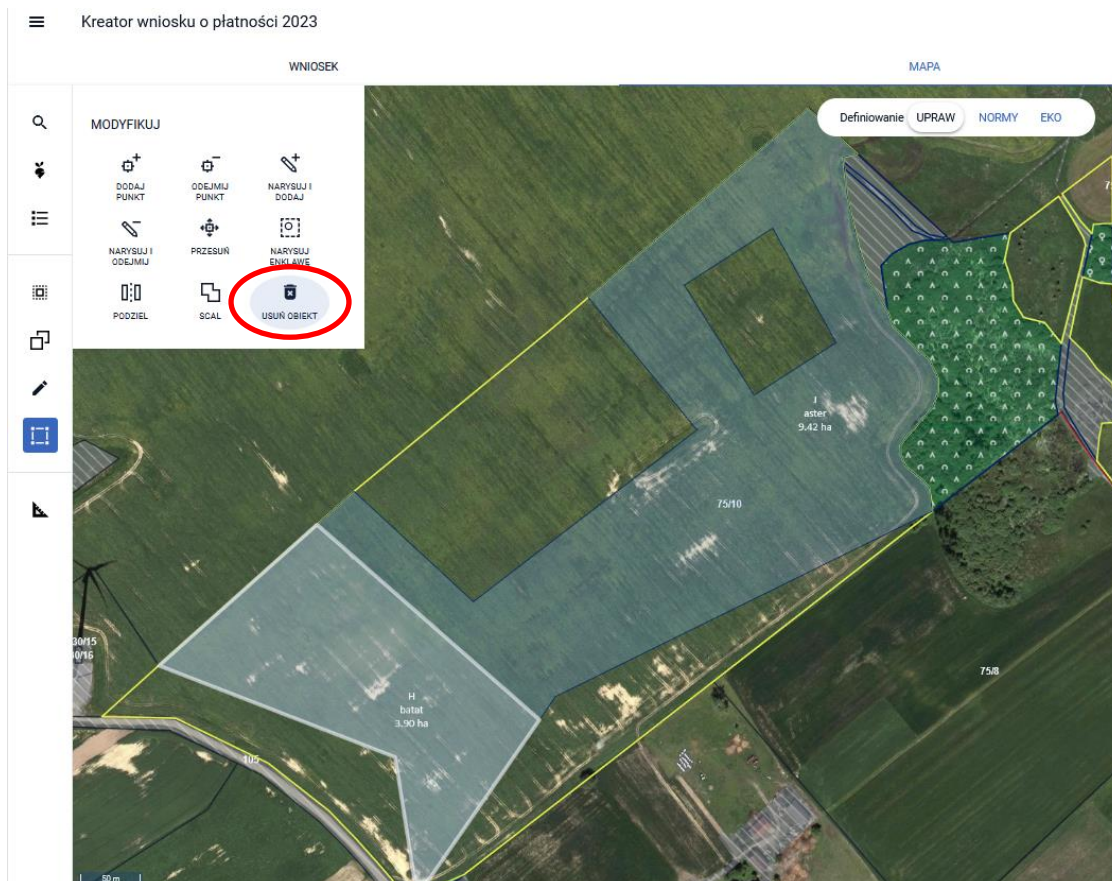 Kreator wniosku o płatności 2023
WNIOSEK
MAPA
MODYFIKUJ
DODAJ
PUNKT
ODEJMIJ
PUNKT
NARYSUJ I
DODAJ
NARYSUJ I
ODEJMIJ
PRZESUŃ
NARYSUJ
ENKLAWĘ
PODZIEL
SCAL
USUŃ OBIEKT
Definiowanie UPRAW NORMY EKO
I
aster
9.42 ha
75/10
75/8
H
batat
3.90 ha
105
30/15
50 m